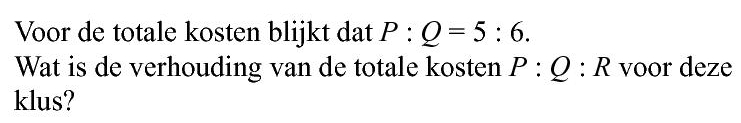 Voor de totale kosten blijkt dat P : Q = 5 : 6.
Wat is de verhouding van de totale kosten P : Q : R voor deze
klus?